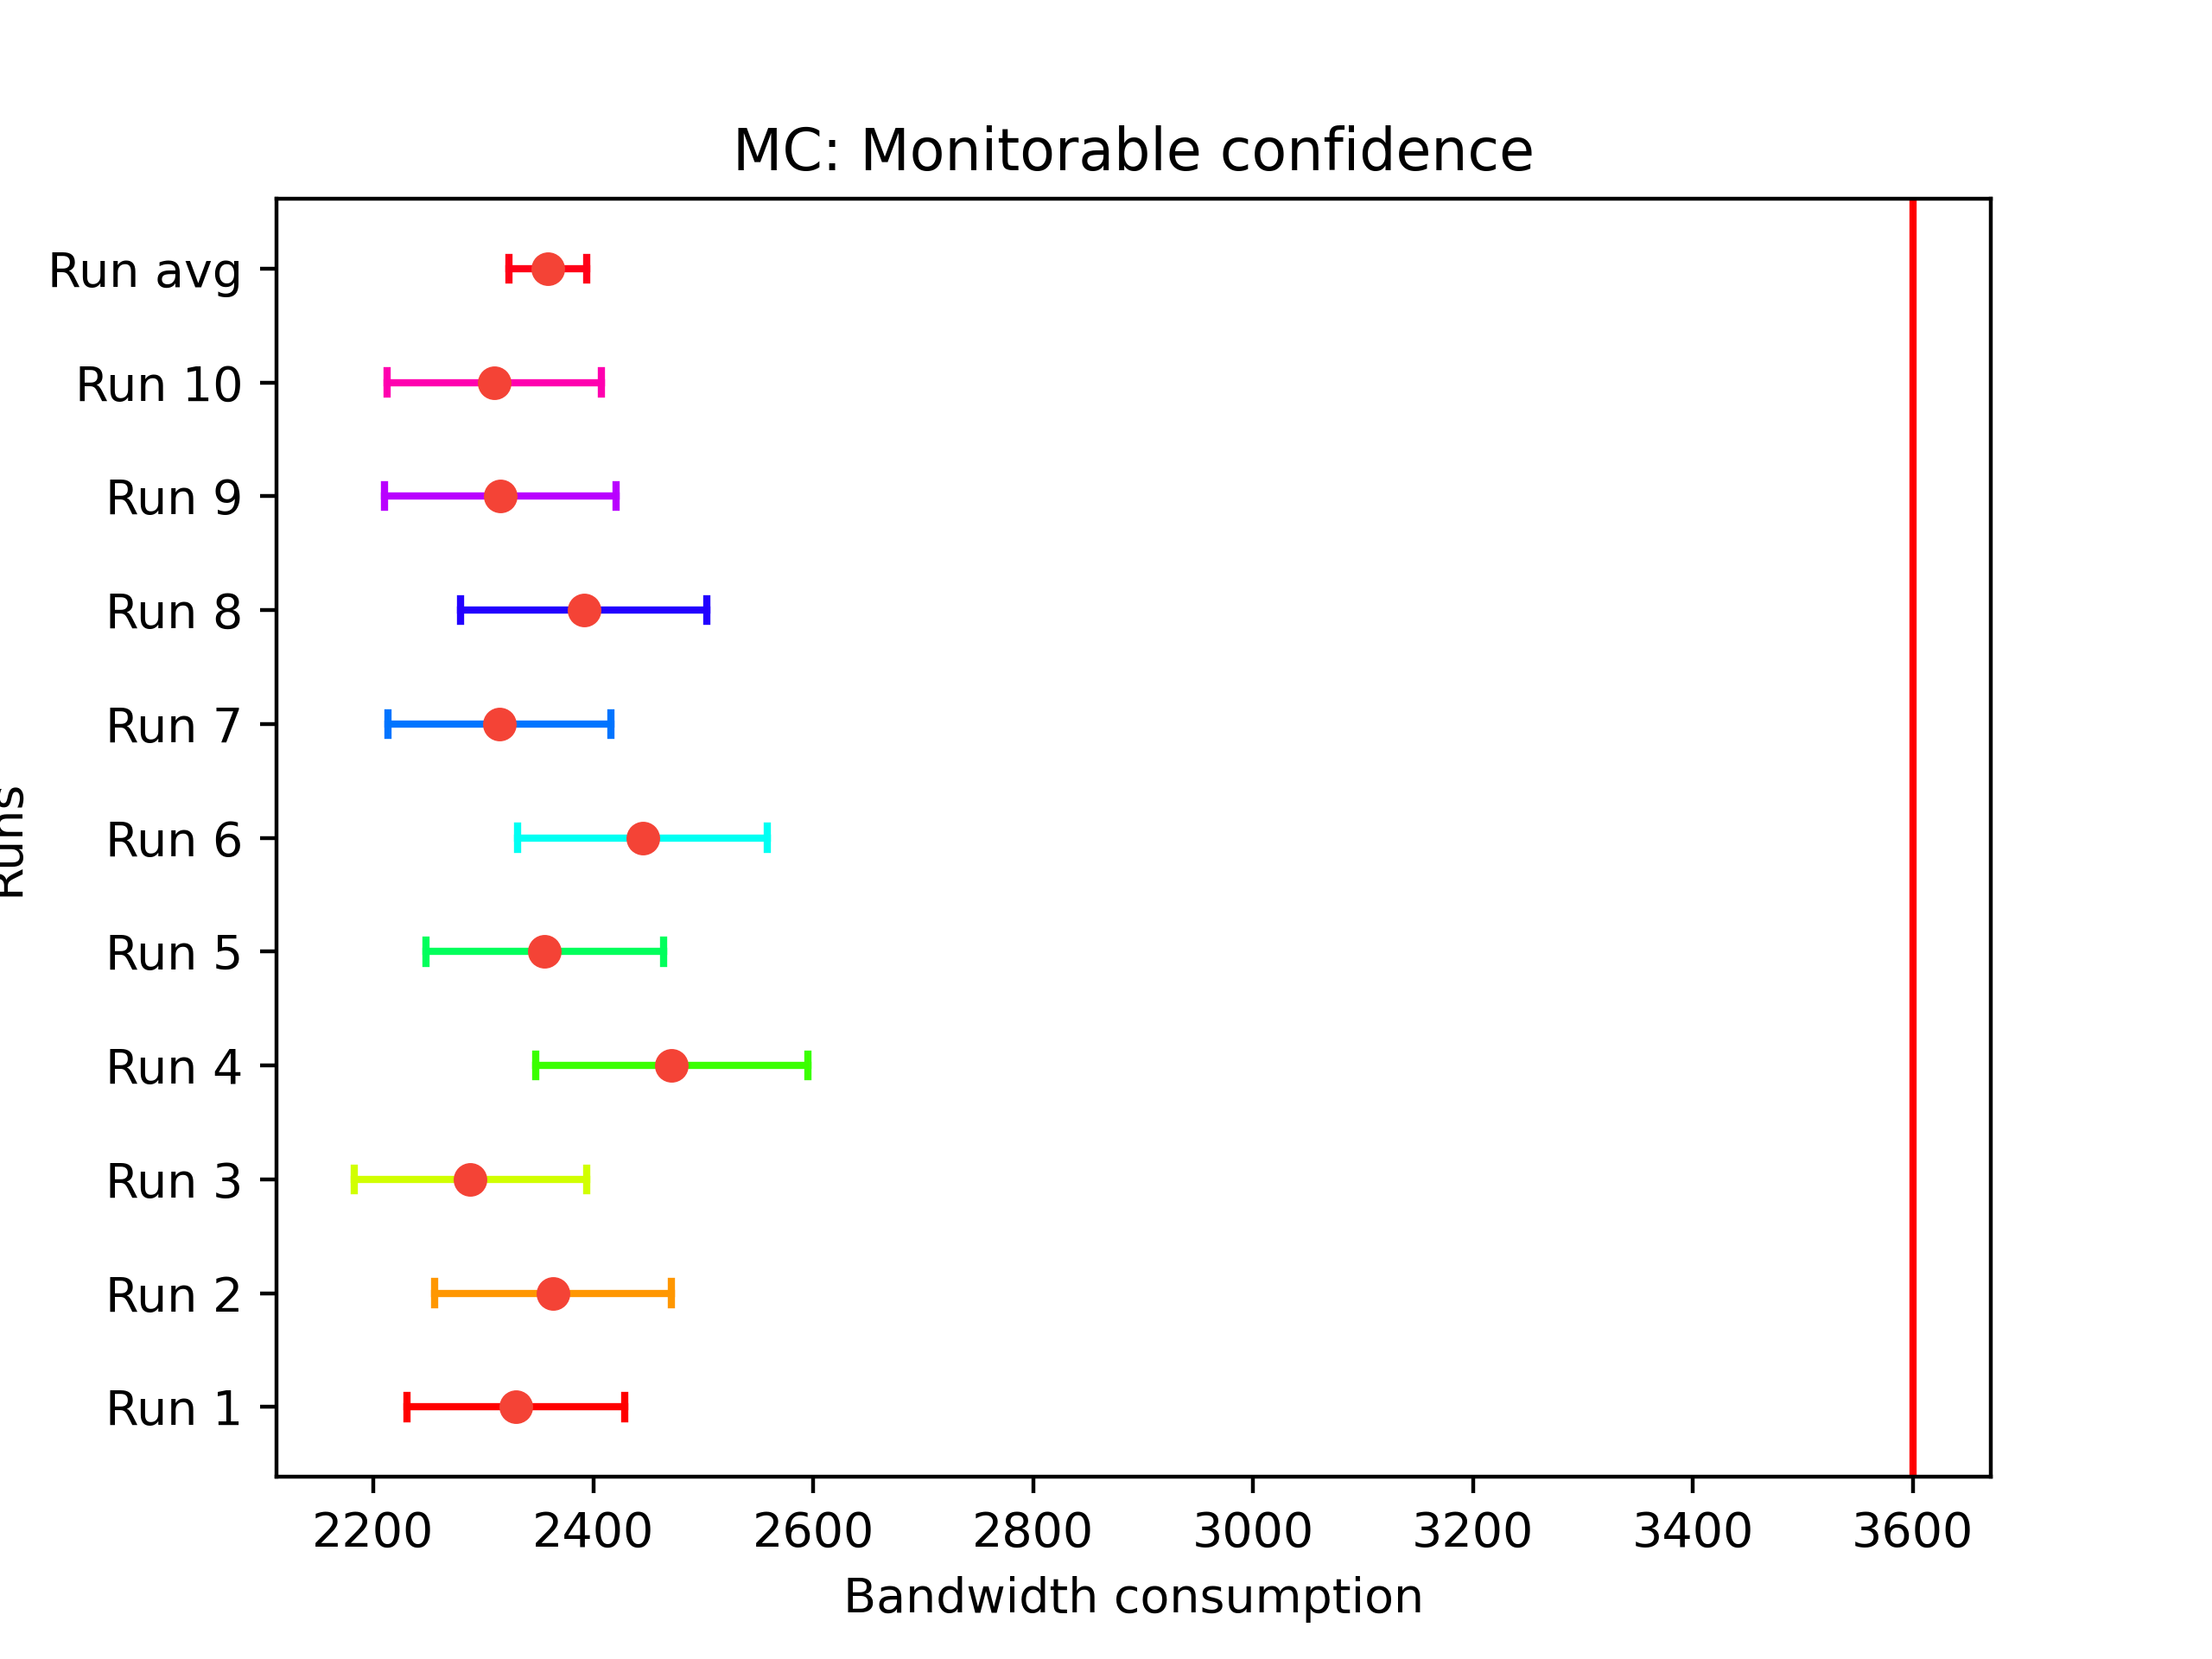 MC: Monitorable confidence
Run avg
Run 10
Run 9
Run 8
Run 7
Run 6
Run 5
Run 4
Run 3
Run 2
Run 1
Runs
2200 2400 2600 2800 3000 3200 3400 3600
Bandwidth consumption